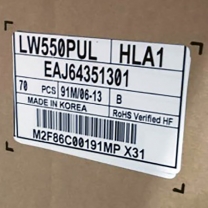 LW550PUL HLA1
EAJ64351301
70 PCS 91M/06-13 B
MADE IN KOREA RoHS Verified HF
M2F86C00191MP X31